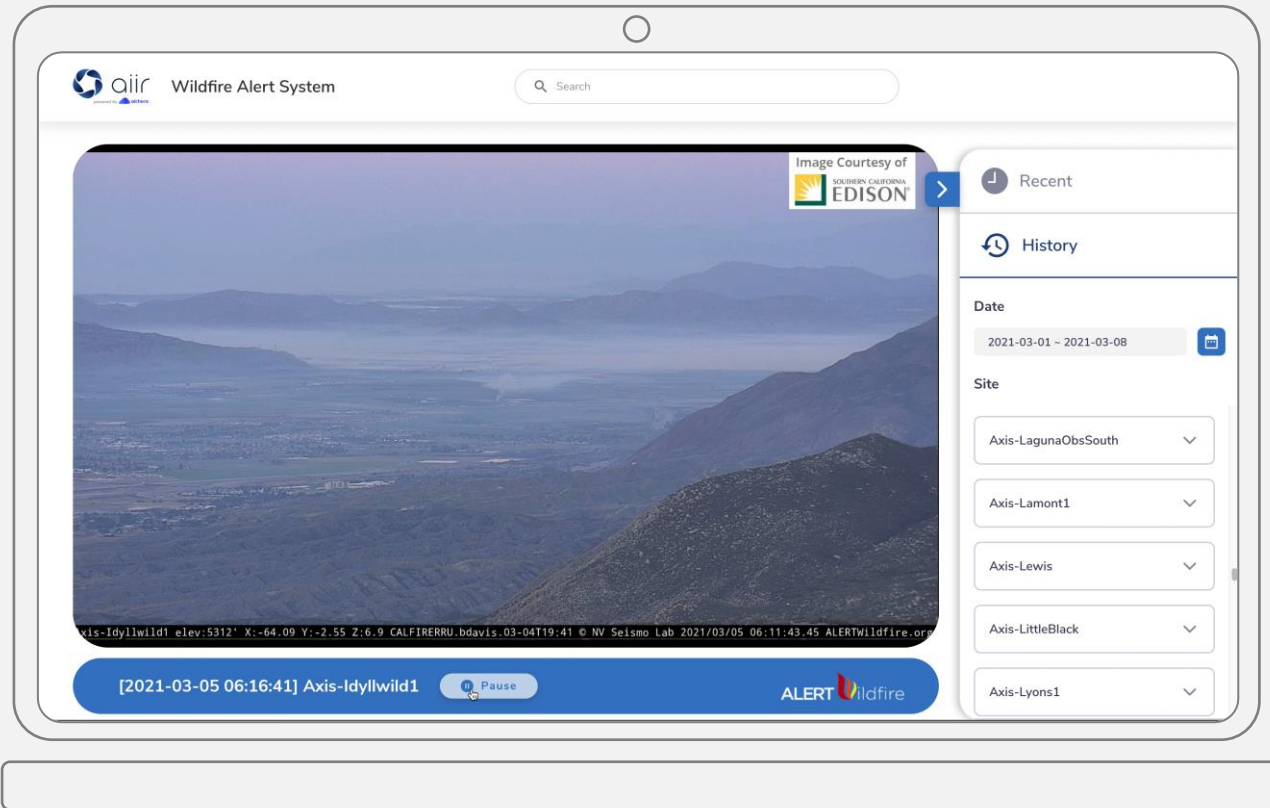 aiir
powered by alchera
Wildfire Alert System
Search
Image Courtesy of
SOUTHERN CALIFORNIA
EDISON®
Recent
History
Date
2021-03-01 ~ 2021-03-08
Site
Axis-LagunaObsSouth
Axis-Lamont1
Axis-Lewis
Axis-LittleBlack
Axis-Lyons1
xis-Idyllwild1 elev:5312' X:-64.09 Y:-2.55 Z:6.9 CALFIRERRU.bdavis.03-04T19:41 © NV Seismo Lab 2021/03/05 06:11:43.45 ALERTWildfire.org
[2021-03-05 06:16:41] Axis-Idyllwild1
Pause
ALERTWildfire